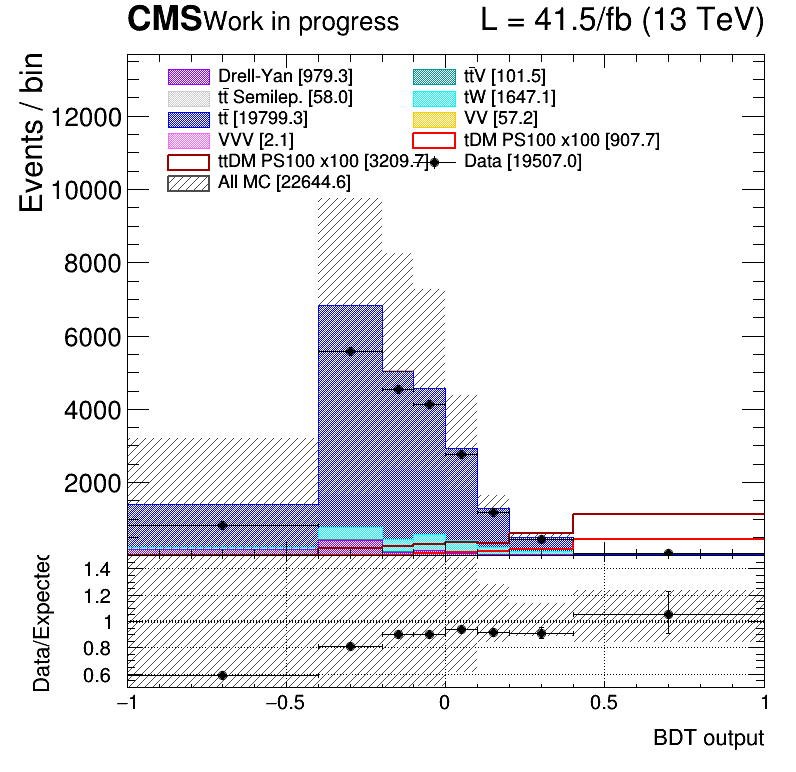 CMS Work in progress L = 41.5/fb (13 TeV)
Events / bin
Drell-Yan [979.3] tt̄V [101.5]
tt̄ Semilep. [58.0] tW [1647.1]
tt̄ [19799.3] VV [57.2]
VVV [2.1] tDM PS100 x100 [907.7]
ttDM PS100 x100 [3209.7] Data [19507.0]
All MC [22644.6]
12000
10000
8000
6000
4000
2000
Data/Expected
1.4
1.2
1
0.8
0.6
−1 −0.5 0 0.5 1
BDT output